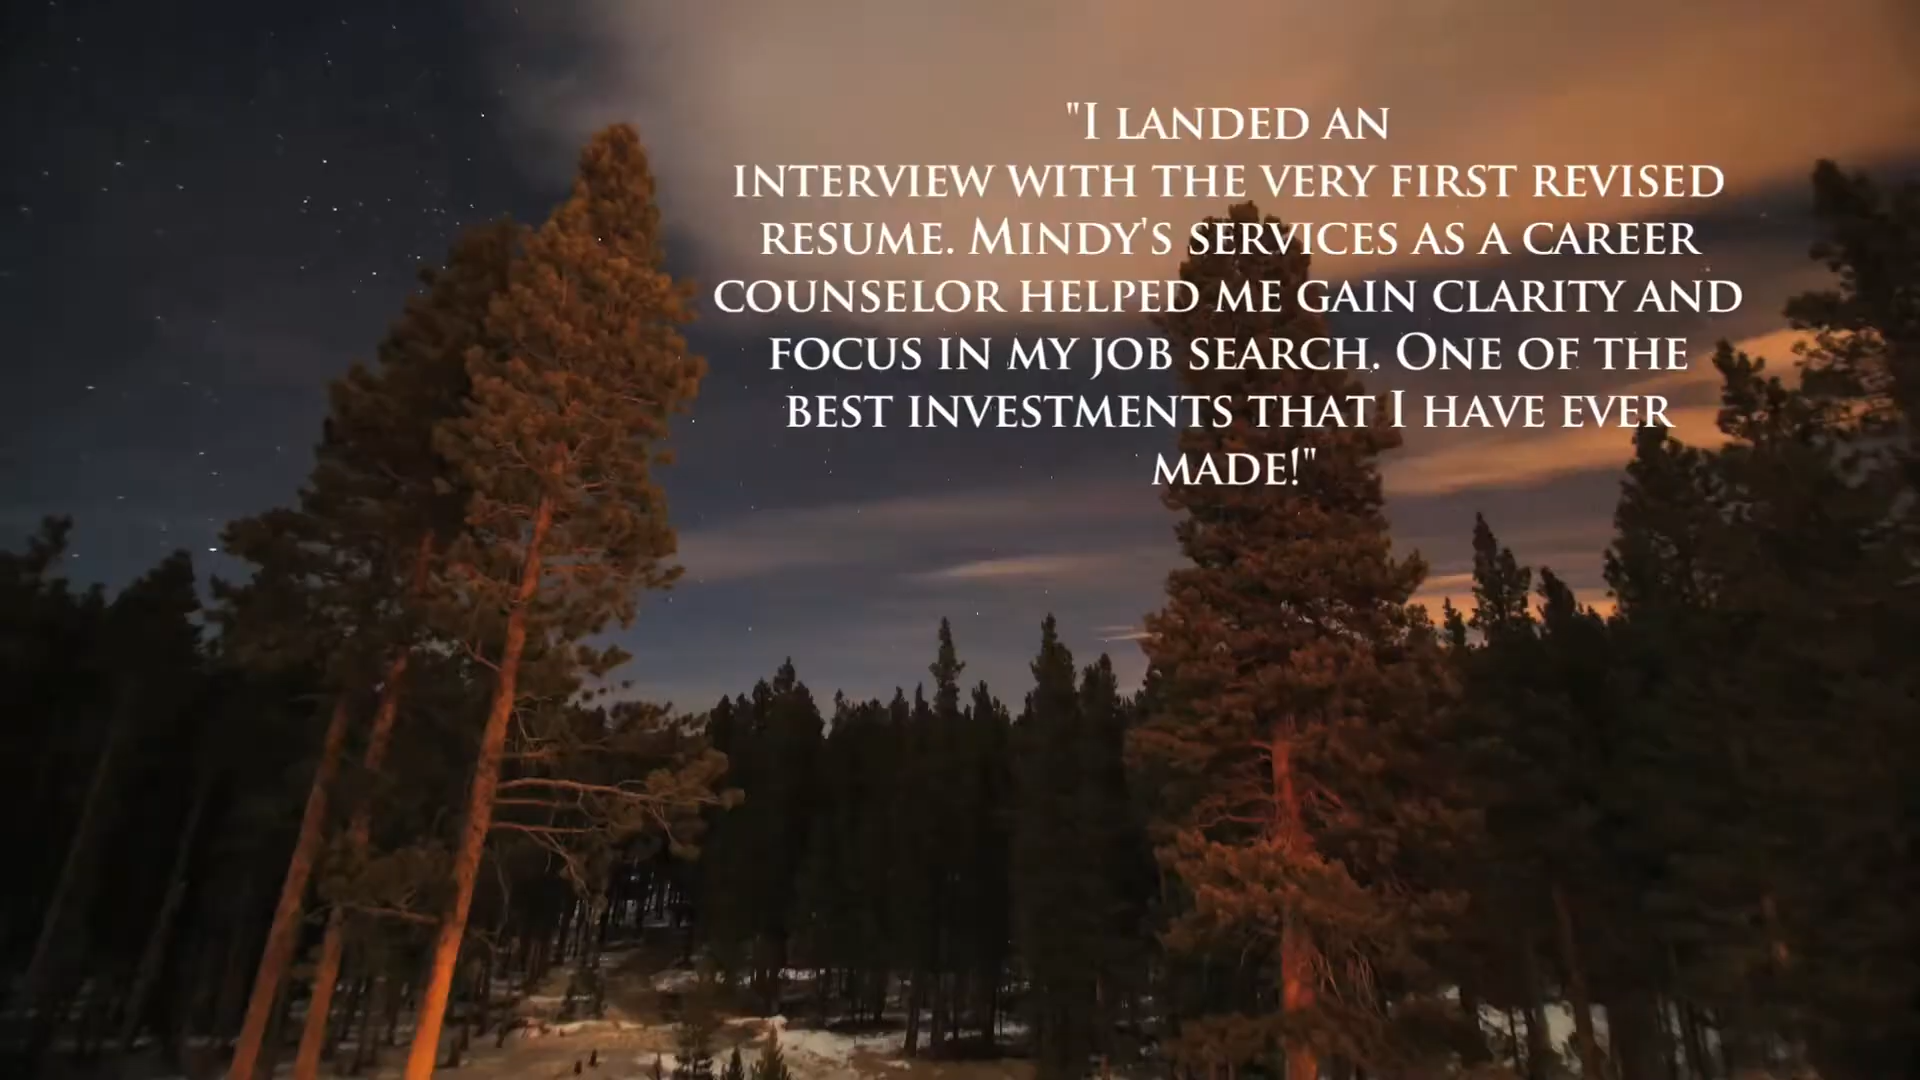 "I landed an
interview with the very first revised
resume. Mindy's services as a career
counselor helped me gain clarity and
focus in my job search. One of the
best investments that I have ever
made!"